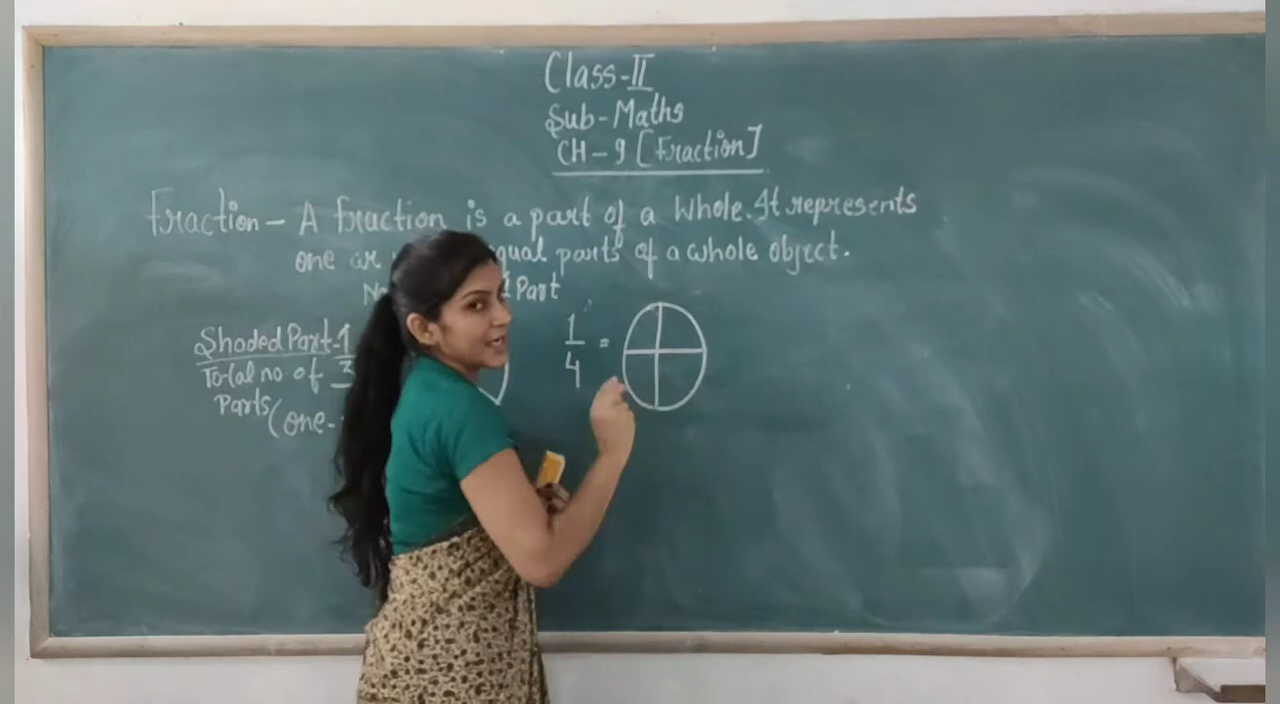 Class-II
Sub-Maths
CH-9 [Fraction]
Fraction- A fraction is a part of a whole. It represents
one or equal parts of a whole object.
Part
Shaded Part-1
Total no of 3
Parts
(one-
1
4
=